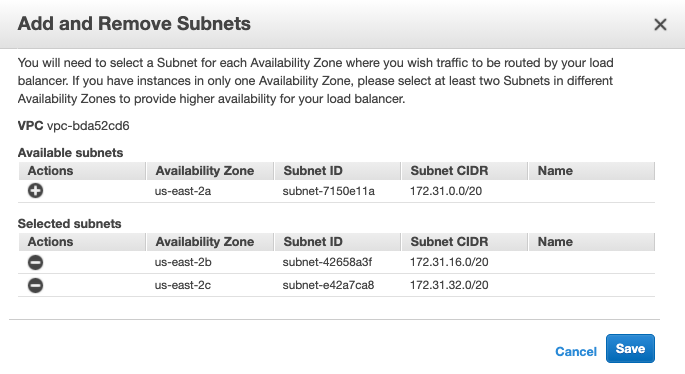 Add and Remove Subnets
You will need to select a Subnet for each Availability Zone where you wish traffic to be routed by your load
balancer. If you have instances in only one Availability Zone, please select at least two Subnets in different
Availability Zones to provide higher availability for your load balancer.
VPC vpc-bda52cd6
Available subnets
Actions Availability Zone Subnet ID Subnet CIDR Name
us-east-2a subnet-7150e11a 172.31.0.0/20
Selected subnets
Actions Availability Zone Subnet ID Subnet CIDR Name
us-east-2b subnet-42658a3f 172.31.16.0/20
us-east-2c subnet-e42a7ca8 172.31.32.0/20
Cancel Save